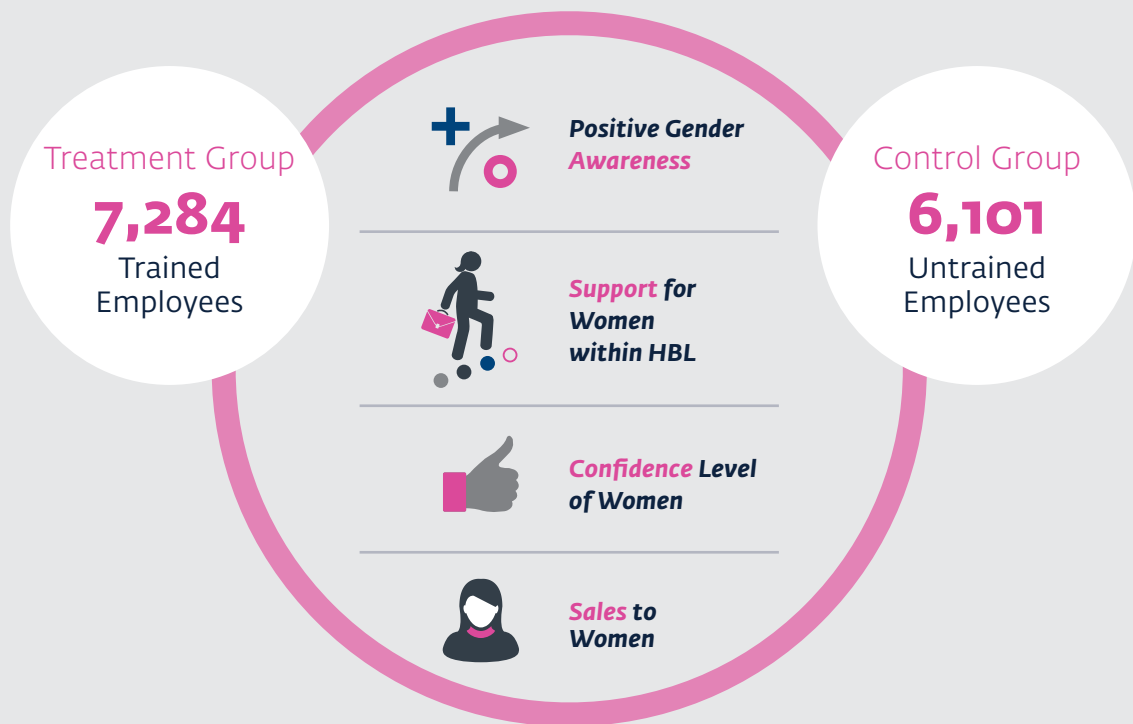 Treatment Group
7,284
Trained
Employees
Positive Gender
Awareness
Support for
Women
within HBL
Confidence Level
of Women
Sales to
Women
Control Group
6,101
Untrained
Employees